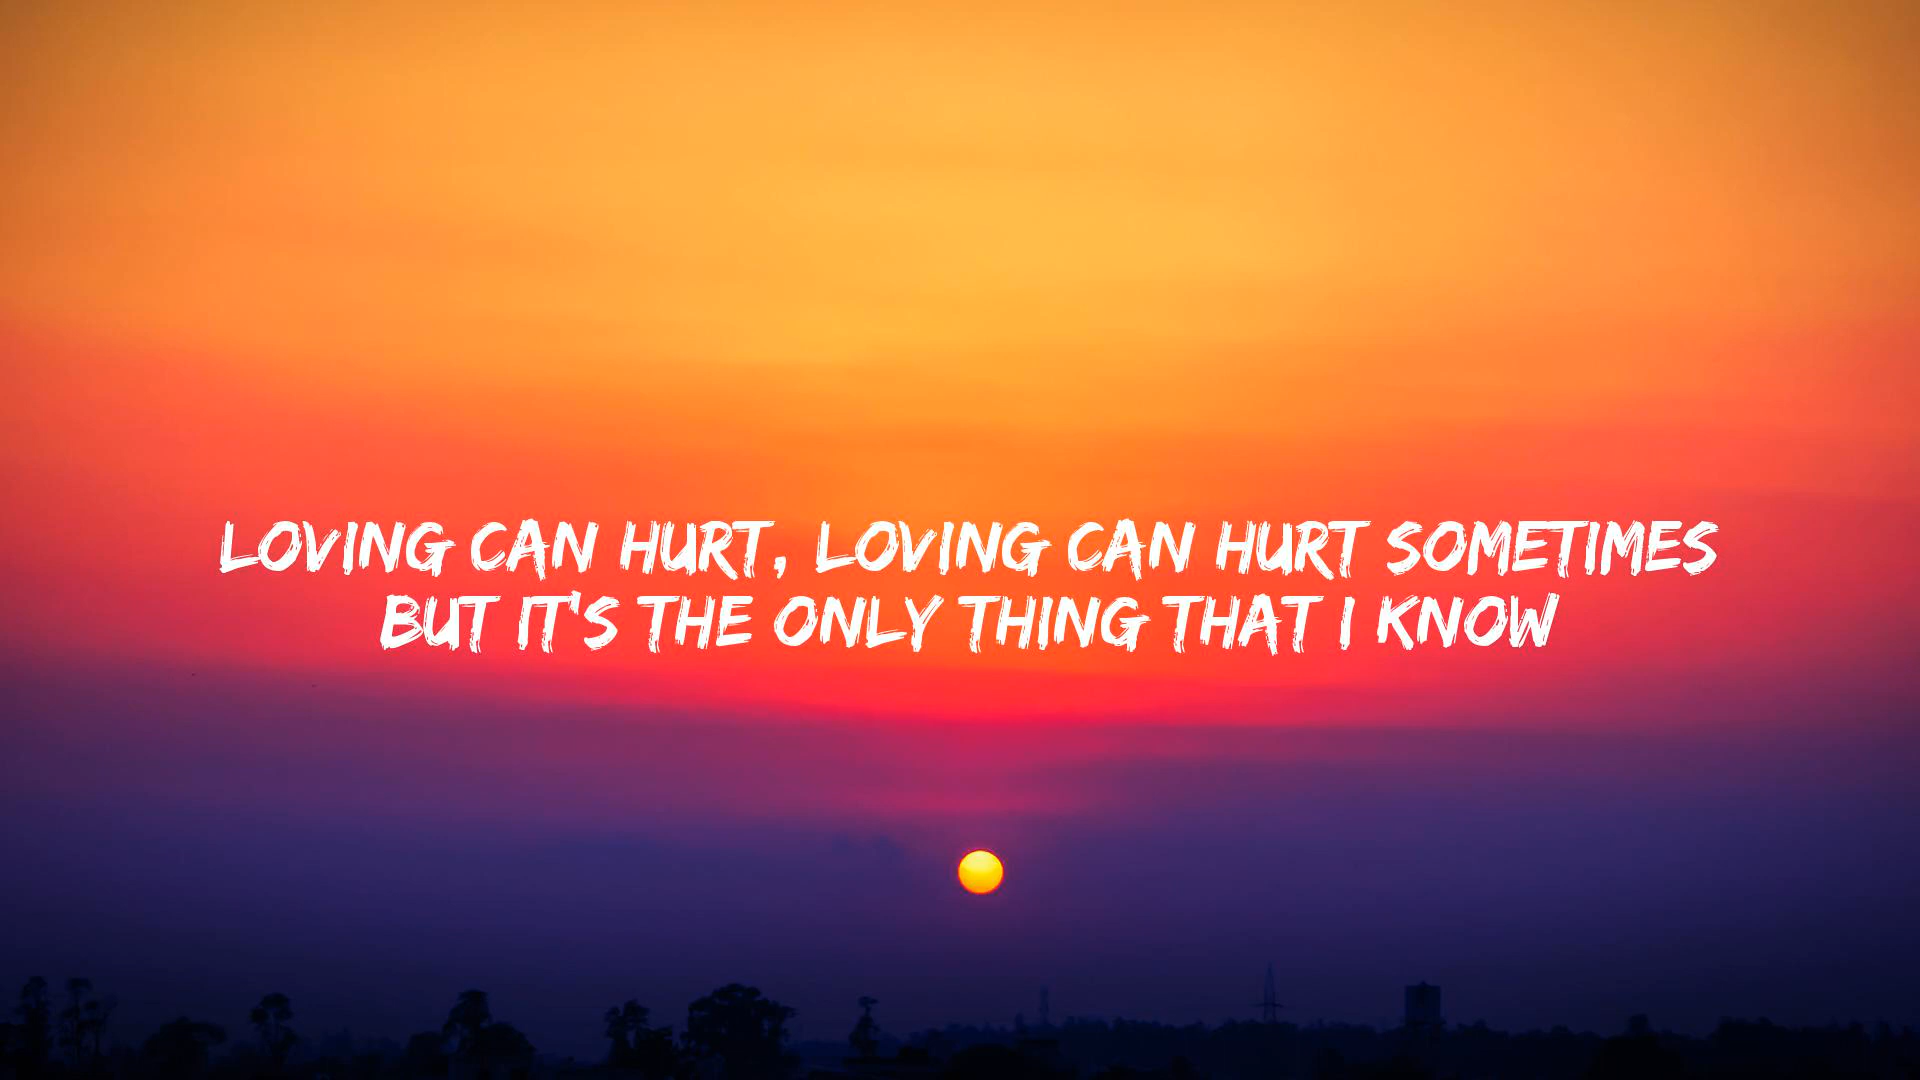 LOVING CAN HURT, LOVING CAN HURT SOMETIMES
BUT IT'S THE ONLY THING THAT I KNOW